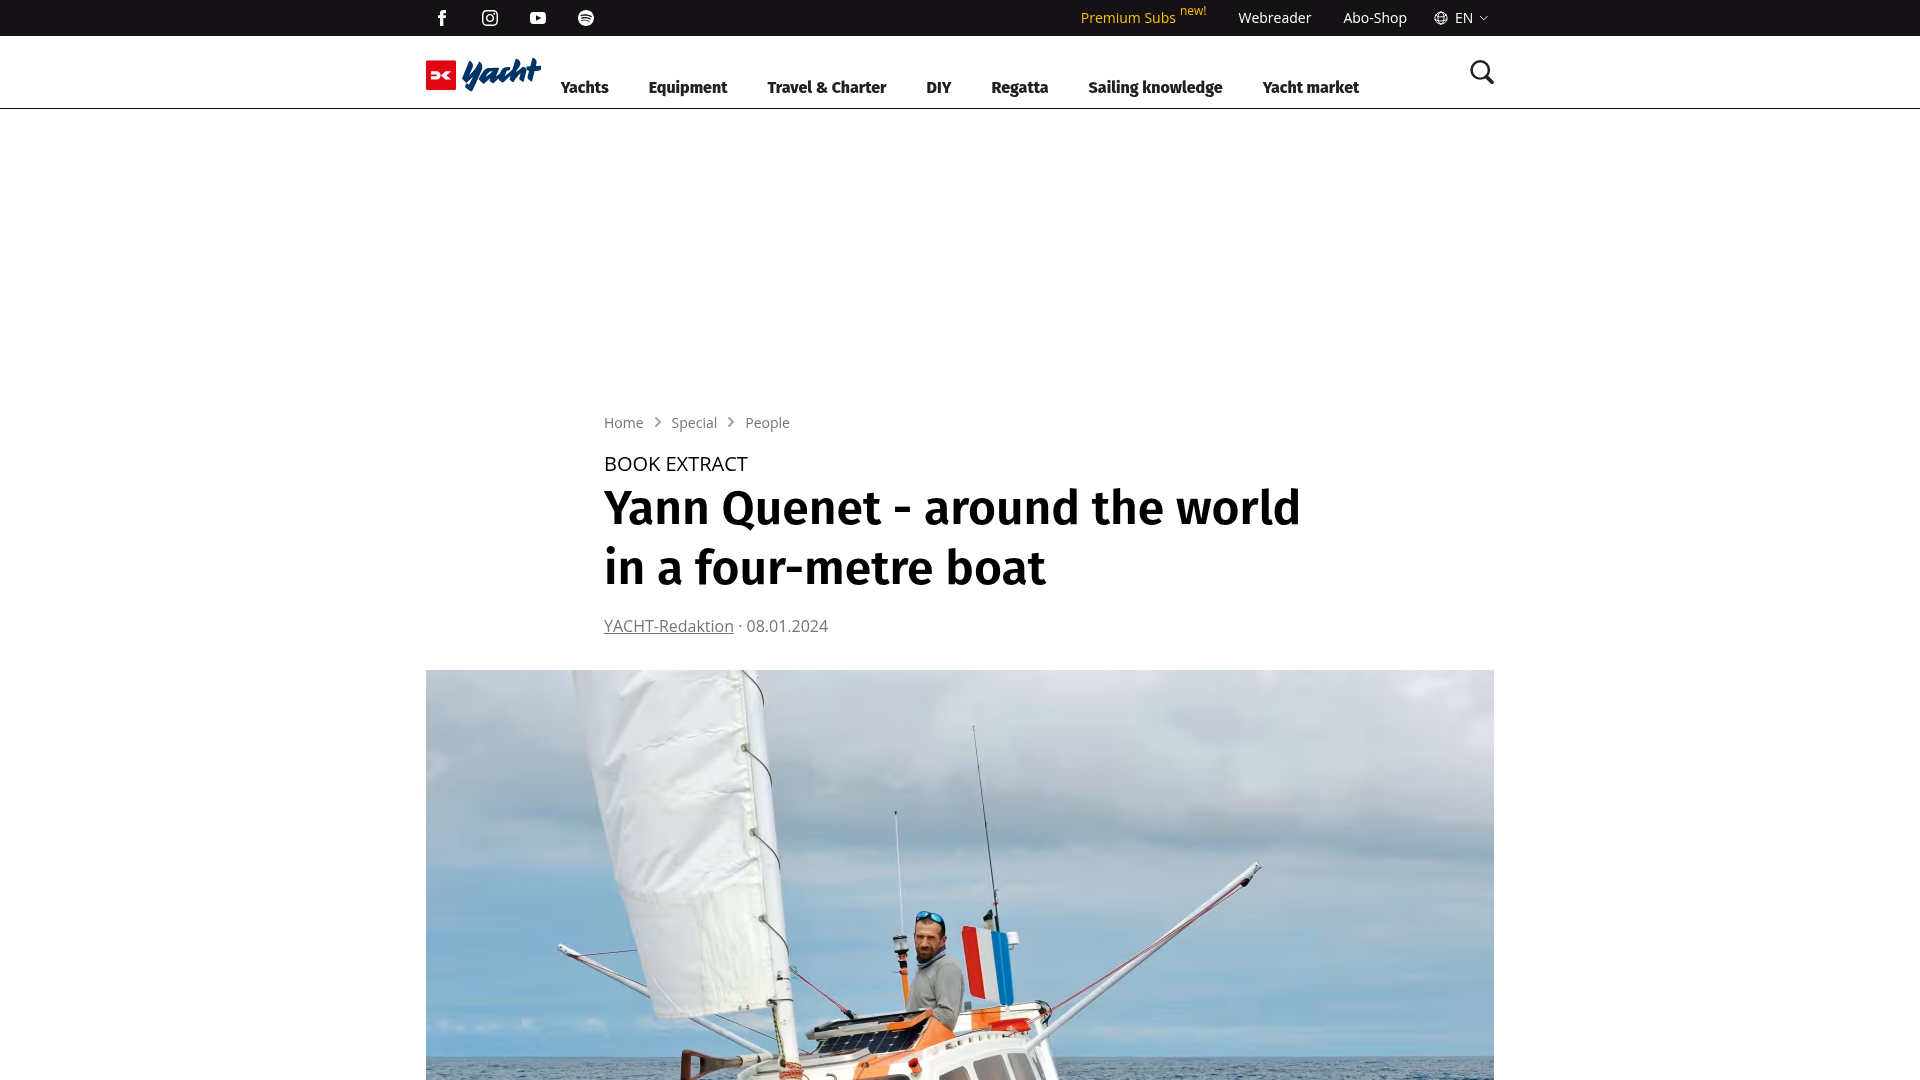 Premium Subs new!
Webreader
Abo-Shop
EN
Yacht
Yachts
Equipment
Travel & Charter
DIY
Regatta
Sailing knowledge
Yacht market
Home
Special
People
BOOK EXTRACT
Yann Quenet - around the world
in a four-metre boat
YACHT-Redaktion · 08.01.2024